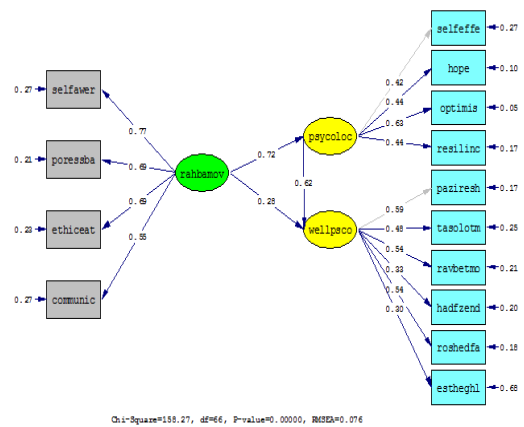 selfeffe 0.27
hope 0.10
optimis 0.05
resilinc 0.17
paziresh 0.17
tasolotm 0.25
ravbetmo 0.21
hadfzend 0.20
roshedfa 0.18
estheghl 0.68
0.27 selfawer
0.21 poressba
0.23 ethiceat
0.27 communic
0.77
0.69
0.69
0.55
rahbamov
0.72
0.28
psycoloc
0.62
wellpsco
0.42
0.44
0.63
0.44
0.59
0.48
0.54
0.33
0.54
0.30
Chi-Square=158.27, df=66, P-value=0.00000, RMSEA=0.076